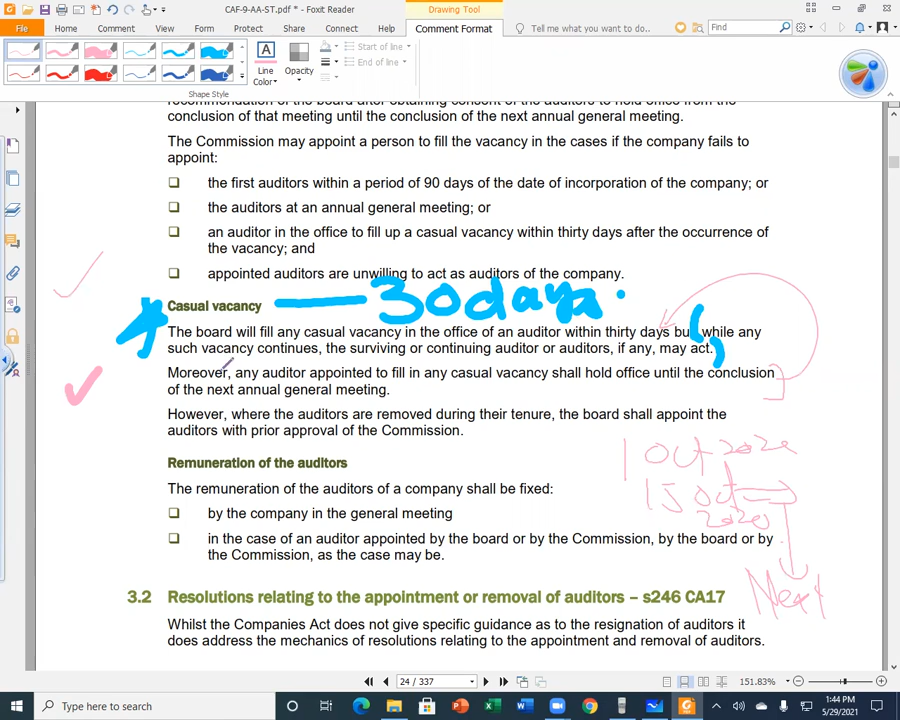 CAF-9-AA-ST.pdf * - Foxit Reader
Drawing Tool
File
Home
Comment
View
Form
Protect
Share
Connect
Help
Comment Format
Tell me what you want to do..
Find
Line
Color
Opacity
Start of line
End of line
Shape Style
recommendation of the board after obtaining consent of the auditors to hold office from the
conclusion of that meeting until the conclusion of the next annual general meeting.
The Commission may appoint a person to fill the vacancy in the cases if the company fails to
appoint:
the first auditors within a period of 90 days of the date of incorporation of the company; or
the auditors at an annual general meeting; or
an auditor in the office to fill up a casual vacancy within thirty days after the occurrence of
the vacancy; and
appointed auditors are unwilling to act as auditors of the company.
Casual vacancy
30 days.
The board will fill any casual vacancy in the office of an auditor within thirty days but while any
such vacancy continues, the surviving or continuing auditor or auditors, if any, may act.
Moreover, any auditor appointed to fill in any casual vacancy shall hold office until the conclusion
of the next annual general meeting.
However, where the auditors are removed during their tenure, the board shall appoint the
auditors with prior approval of the Commission.
1 Oct 2020
15 Oct
2020
Next
Remuneration of the auditors
The remuneration of the auditors of a company shall be fixed:
by the company in the general meeting
in the case of an auditor appointed by the board or by the Commission, by the board or by
the Commission, as the case may be.
3.2 Resolutions relating to the appointment or removal of auditors – s246 CA17
Whilst the Companies Act does not give specific guidance as to the resignation of auditors it
does address the mechanics of resolutions relating to the appointment and removal of auditors.
24 / 337
151.83%
Type here to search
1:44 PM
5/29/2021